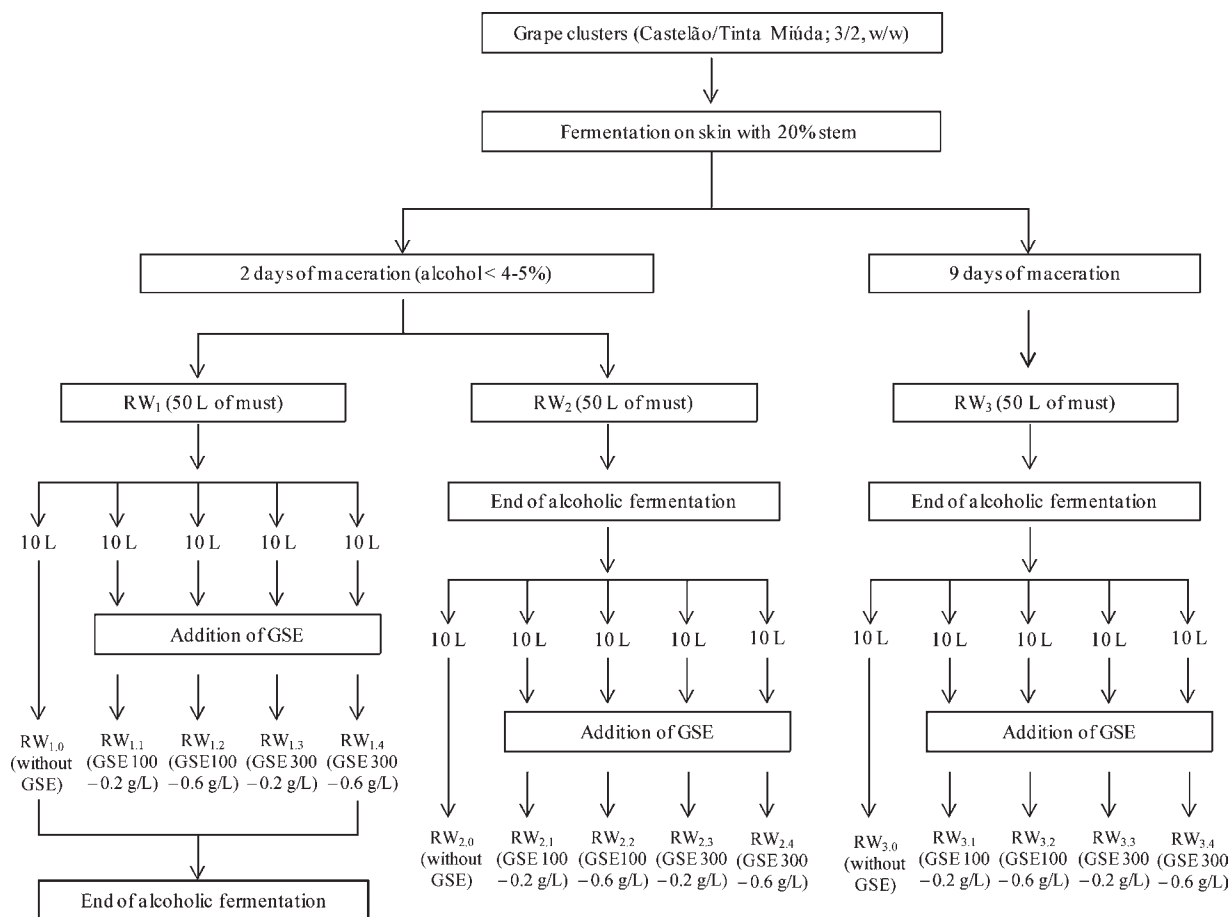 Grape clusters (Castelão/Tinta Miúda; 3/2, w/w)
Fermentation on skin with 20% stem
2 days of maceration (alcohol < 4-5%)
9 days of maceration
RW₁ (50 L of must)
RW₂ (50 L of must)
RW₃ (50 L of must)
End of alcoholic fermentation
End of alcoholic fermentation
10 L 10 L 10 L 10 L 10 L
Addition of GSE
10 L 10 L 10 L 10 L 10 L
10 L 10 L 10 L 10 L 10 L
Addition of GSE
Addition of GSE
RW₁.₀ RW₁.₁ RW₁.₂ RW₁.₃ RW₁.₄
(without (GSE 100 (GSE100 (GSE 300 (GSE 300
GSE) –0.2 g/L) –0.6 g/L) –0.2 g/L) –0.6 g/L)
RW₂.₀ RW₂.₁ RW₂.₂ RW₂.₃ RW₂.₄
(without (GSE 100 (GSE100 (GSE 300 (GSE 300
GSE) –0.2 g/L) –0.6 g/L) –0.2 g/L) –0.6 g/L)
RW₃.₀ RW₃.₁ RW₃,₂ RW₃,₃ RW₃.₄
(without (GSE 100 (GSE100 (GSE 300 (GSE 300
GSE) –0.2 g/L) –0.6 g/L) –0.2 g/L) –0.6 g/L)
End of alcoholic fermentation